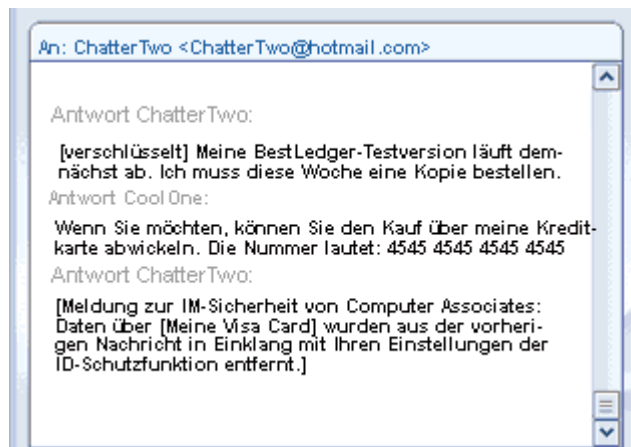 An: ChatterTwo <ChatterTwo@hotmail.com>
Antwort ChatterTwo:
[verschlüsselt] Meine BestLedger-Testversion läuft dem-
nächst ab. Ich muss diese Woche eine Kopie bestellen.
Antwort CoolOne:
Wenn Sie möchten, können Sie den Kauf über meine Kredit-
karte abwickeln. Die Nummer lautet: 4545 4545 4545 4545
Antwort ChatterTwo:
[Meldung zur IM-Sicherheit von Computer Associates:
Daten über [Meine Visa Card] wurden aus der vorheri-
gen Nachricht in Einklang mit Ihren Einstellungen der
ID-Schutzfunktion entfernt.]